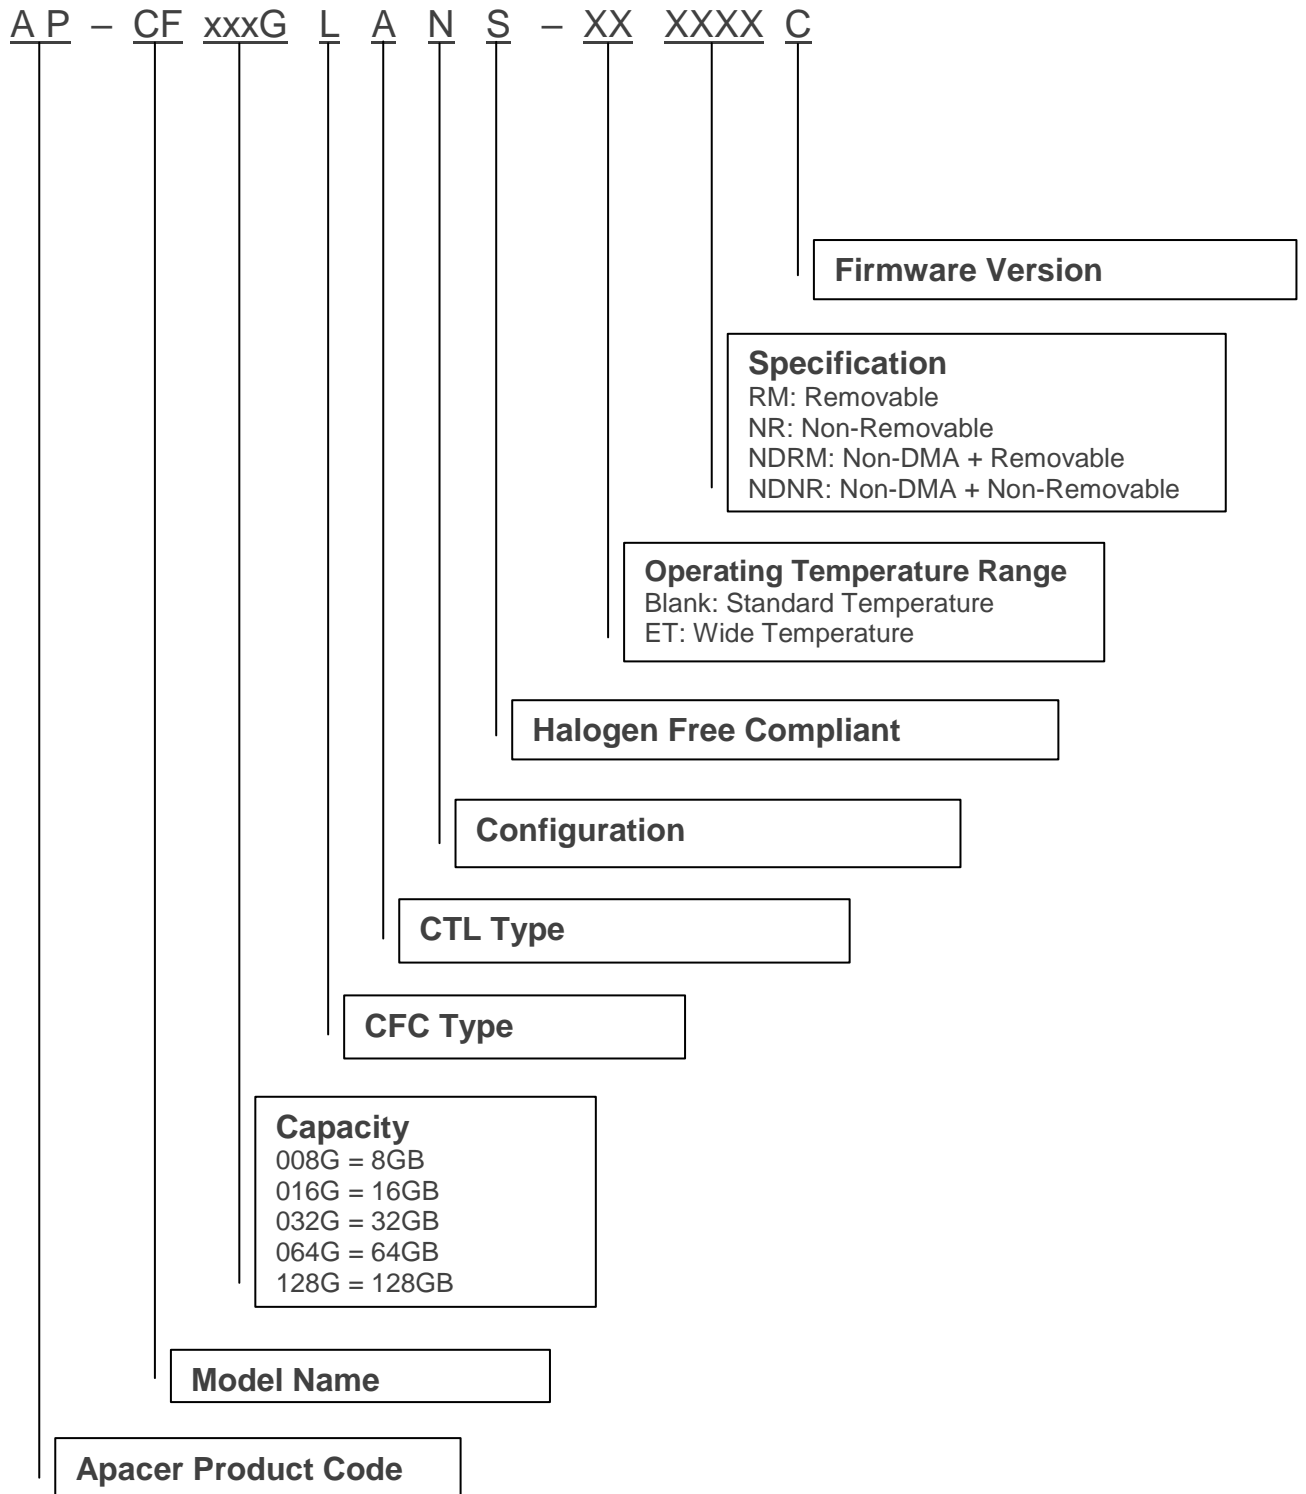 A P – CF xxxG L A N S – XX XXXX C
Firmware Version
Specification
RM: Removable
NR: Non-Removable
NDRM: Non-DMA + Removable
NDNR: Non-DMA + Non-Removable
Operating Temperature Range
Blank: Standard Temperature
ET: Wide Temperature
Halogen Free Compliant
Configuration
CTL Type
CFC Type
Capacity
008G = 8GB
016G = 16GB
032G = 32GB
064G = 64GB
128G = 128GB
Model Name
Apacer Product Code